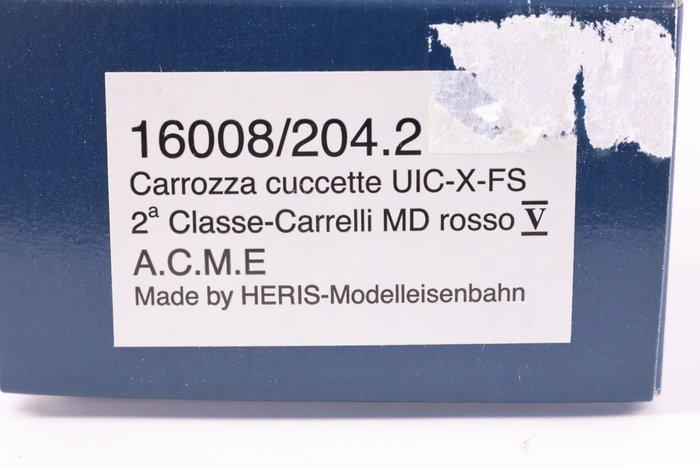 16008/204.2
Carrozza cuccette UIC-X-FS
2ª Classe-Carrelli MD rosso V
A.C.M.E
Made by HERIS-Modelleisenbahn